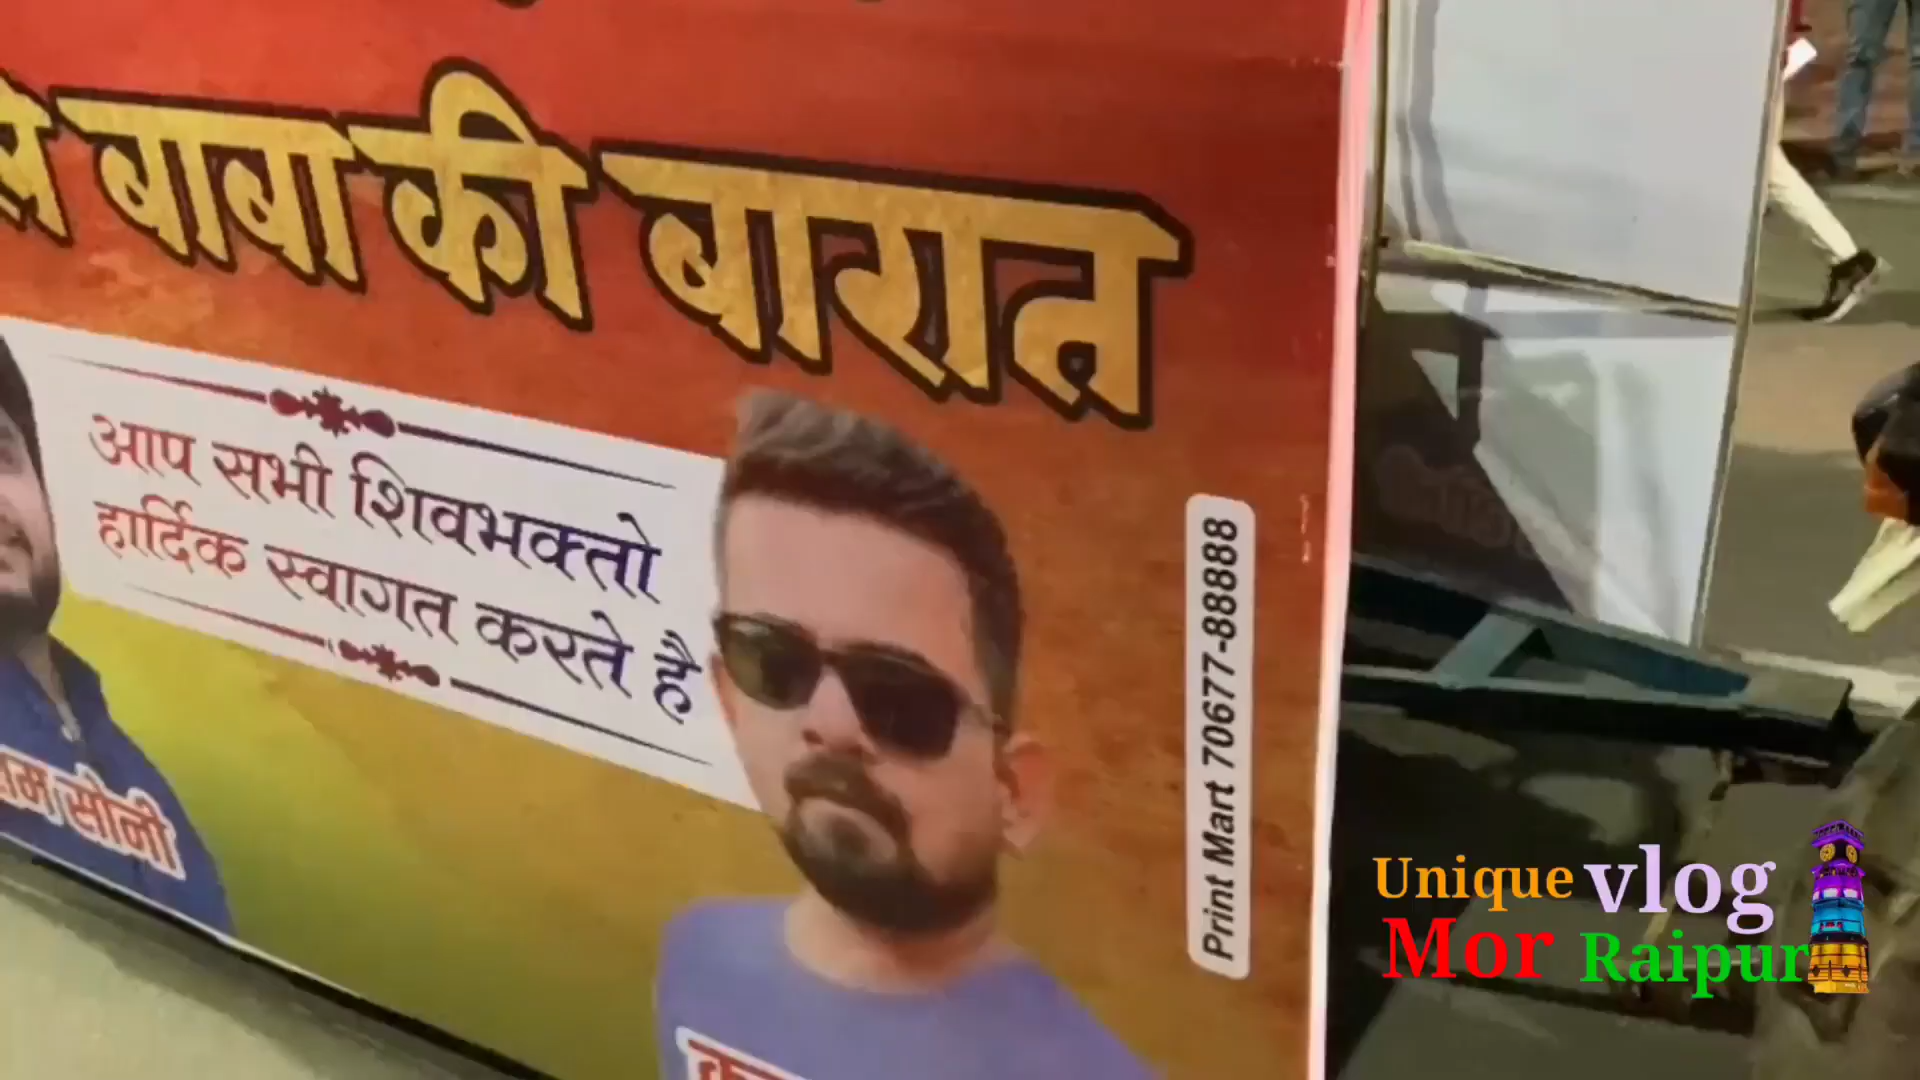 बाबा की बारात
आप सभी शिवभक्तो
हार्दिक स्वागत करते है
सोनी
Print Mart 70677-88888
Unique vlog
Mor Raipur